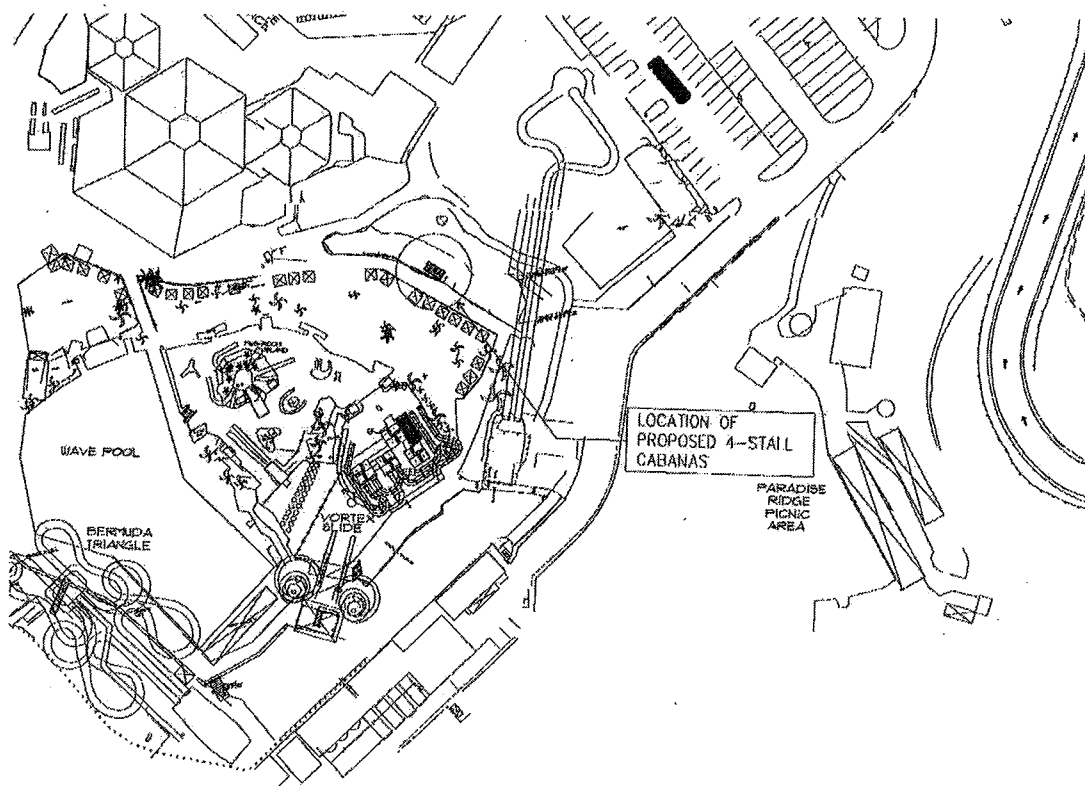 WAVE POOL
BERMUDA
TRIANGLE
VORTEX
SLIDE
LOCATION OF
PROPOSED 4-STALL
CABANAS
PARADISE
RIDGE
PICNIC
AREA